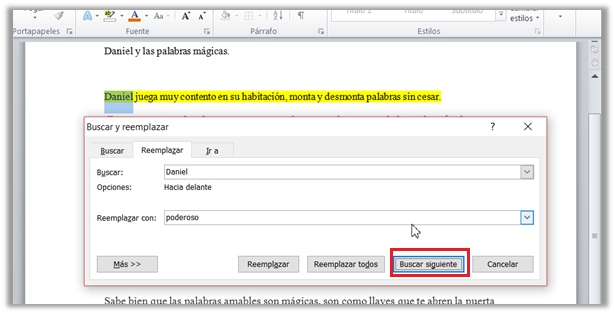 Título 2 Título Subtítulo
Portapapeles Fuente Párrafo Estilos
estilos
Daniel y las palabras mágicas.
Daniel juega muy contento en su habitación, monta y desmonta palabras sin cesar.
Buscar y reemplazar
Buscar Reemplazar Ir a
Buscar: Daniel
Opciones: Hacia delante
Reemplazar con: poderoso
Más >> Reemplazar Reemplazar todos Buscar siguiente Cancelar
Sabe bien que las palabras amables son mágicas, son como llaves que te abren la puerta